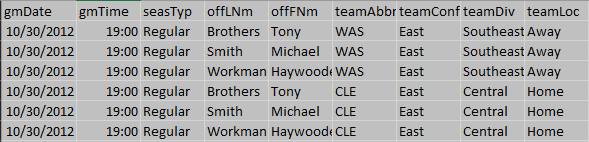 gmDate gmTime seasTyp offLNm offFNm teamAbbr teamConf teamDiv teamLoc
10/30/2012 19:00 Regular Brothers Tony WAS East Southeast Away
10/30/2012 19:00 Regular Smith Michael WAS East Southeast Away
10/30/2012 19:00 Regular Workman Haywoode WAS East Southeast Away
10/30/2012 19:00 Regular Brothers Tony CLE East Central Home
10/30/2012 19:00 Regular Smith Michael CLE East Central Home
10/30/2012 19:00 Regular Workman Haywoode CLE East Central Home